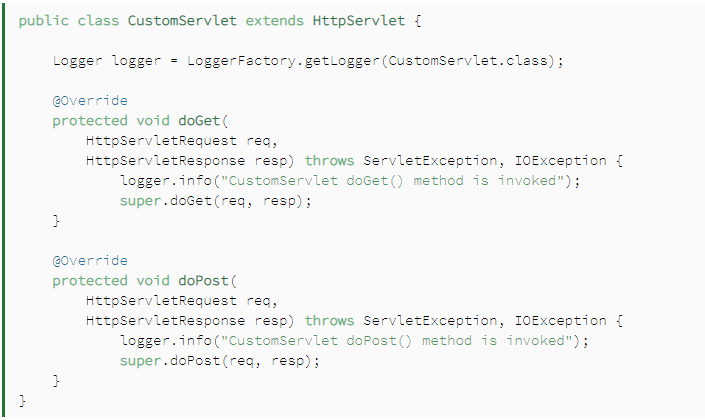 public class CustomServlet extends HttpServlet {
Logger logger = LoggerFactory.getLogger(CustomServlet.class);
@Override
protected void doGet(
HttpServletRequest req,
HttpServletResponse resp) throws ServletException, IOException {
logger.info("CustomServlet doGet() method is invoked");
super.doGet(req, resp);
}
@Override
protected void doPost(
HttpServletRequest req,
HttpServletResponse resp) throws ServletException, IOException {
logger.info("CustomServlet doPost() method is invoked");
super.doPost(req, resp);
}
}